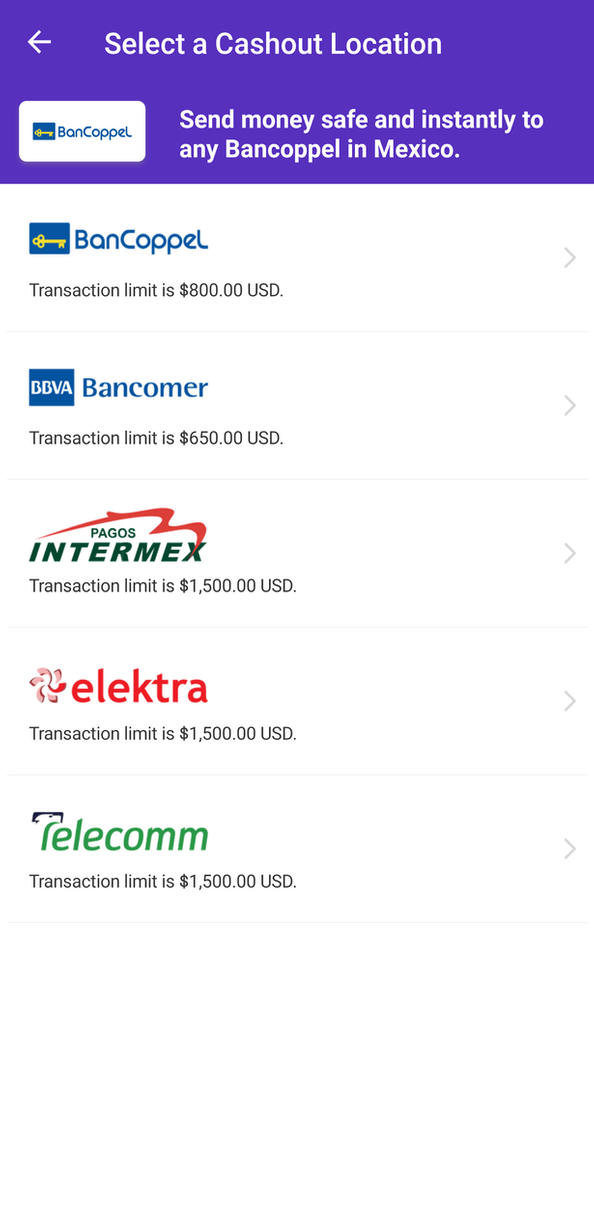 Select a Cashout Location
BanCoppel
Send money safe and instantly to
any Bancoppel in Mexico.
BanCoppel
Transaction limit is $800.00 USD.
BBVA Bancomer
Transaction limit is $650.00 USD.
PAGOS
INTERMEX
Transaction limit is $1,500.00 USD.
elektra
Transaction limit is $1,500.00 USD.
Telecomm
Transaction limit is $1,500.00 USD.